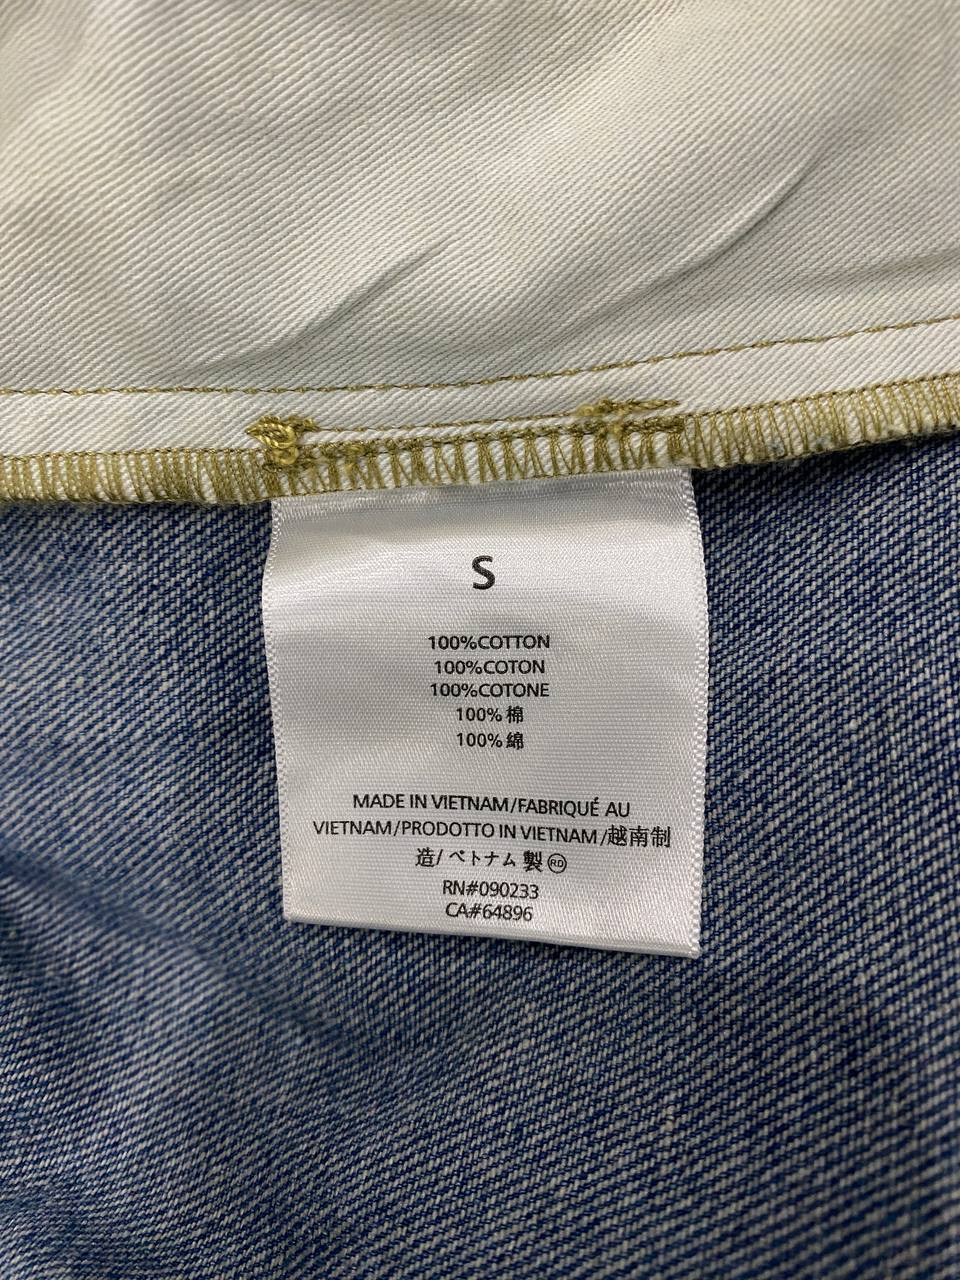 S
100%COTTON
100%COTON
100%COTONE
100% 棉
100% 綿
MADE IN VIETNAM/FABRIQUÉ AU
VIETNAM/PRODOTTO IN VIETNAM/越南制
造/ベトナム 製 RD
RN#090233
CA#64896